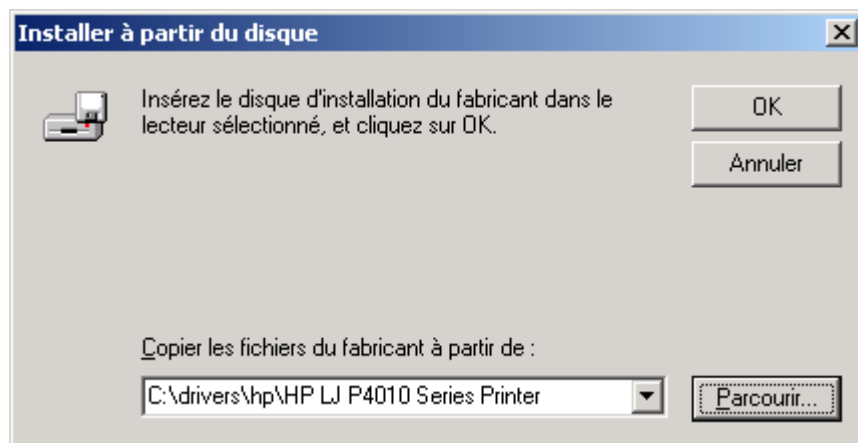 Installer à partir du disque
Insérez le disque d'installation du fabricant dans le
lecteur sélectionné, et cliquez sur OK.
OK
Annuler
Copier les fichiers du fabricant à partir de :
C:\drivers\hp\HP LJ P4010 Series Printer
Parcourir...